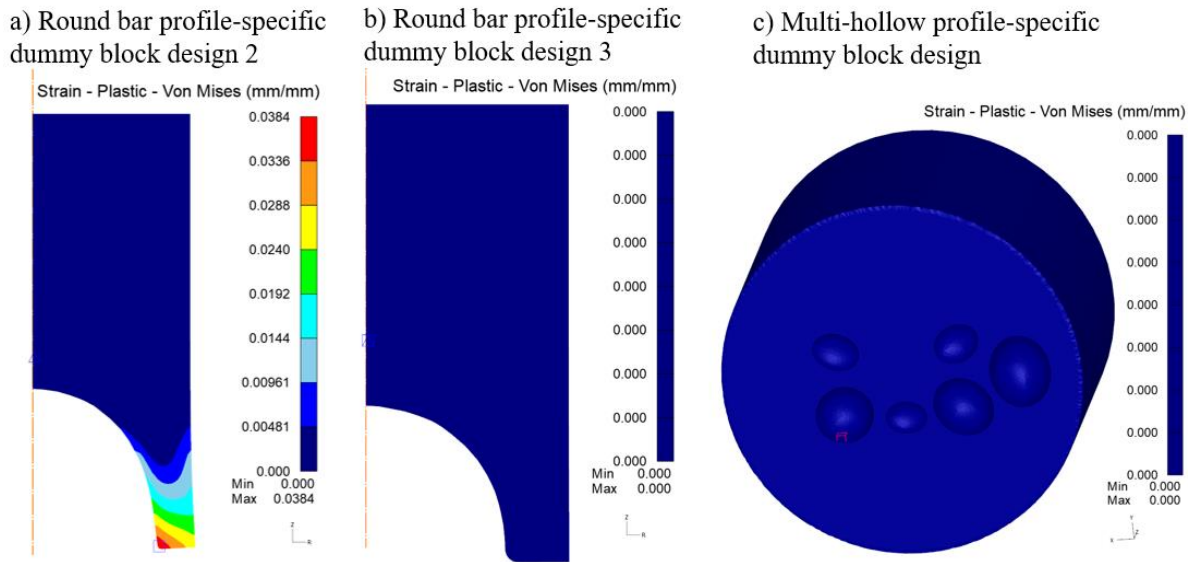 a) Round bar profile-specific
dummy block design 2
Strain - Plastic - Von Mises (mm/mm)
0.0384
0.0336
0.0288
0.0240
0.0192
0.0144
0.00961
0.00481
0.000
Min 0.000
Max 0.0384
Z
R
b) Round bar profile-specific
dummy block design 3
Strain - Plastic - Von Mises (mm/mm)
0.000
0.000
0.000
0.000
0.000
0.000
0.000
0.000
0.000
Min 0.000
Max 0.000
Z
R
c) Multi-hollow profile-specific
dummy block design
Strain - Plastic - Von Mises (mm/mm)
0.000
0.000
0.000
0.000
0.000
0.000
0.000
0.000
0.000
Min 0.000
Max 0.000
Y
Z
X